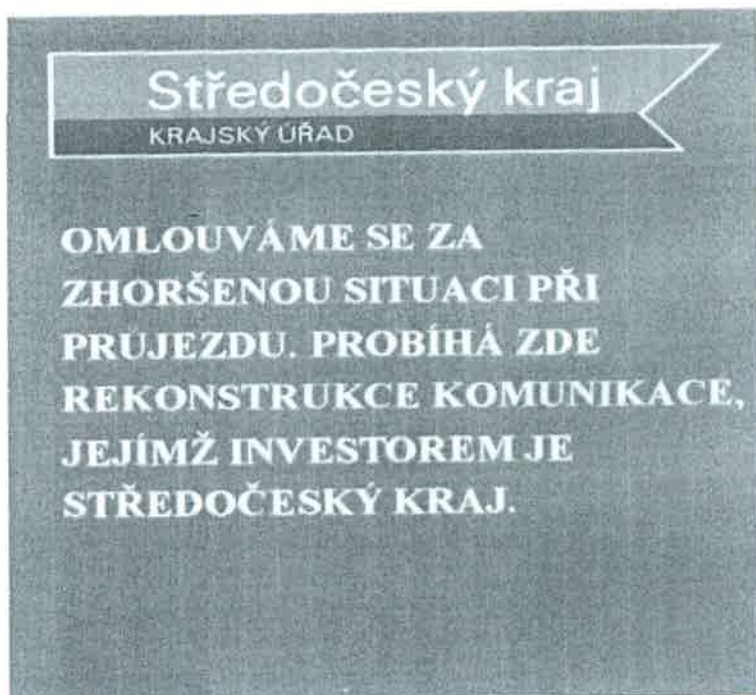 Středočeský kraj
KRAJSKÝ ÚŘAD
OMLOUVÁME SE ZA
ZHORŠENOU SITUACI PŘI
PRŮJEZDU. PROBÍHÁ ZDE
REKONSTRUKCE KOMUNIKACE,
JEJÍMŽ INVESTOREM JE
STŘEDOČESKÝ KRAJ.